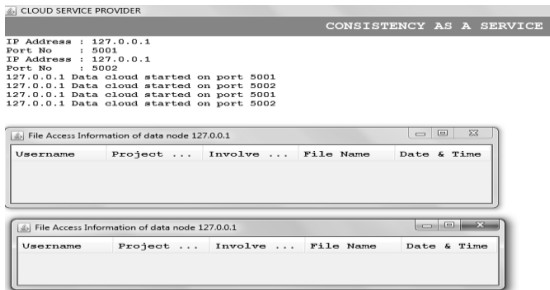 CLOUD SERVICE PROVIDER
CONSISTENCY AS A SERVICE
IP Address : 127.0.0.1
Port No : 5001
IP Address : 127.0.0.1
Port No : 5002
127.0.0.1 Data cloud started on port 5001
127.0.0.1 Data cloud started on port 5002
127.0.0.1 Data cloud started on port 5001
127.0.0.1 Data cloud started on port 5002
File Access Information of data node 127.0.0.1
Username Project ... Involve ... File Name Date & Time
File Access Information of data node 127.0.0.1
Username Project ... Involve ... File Name Date & Time